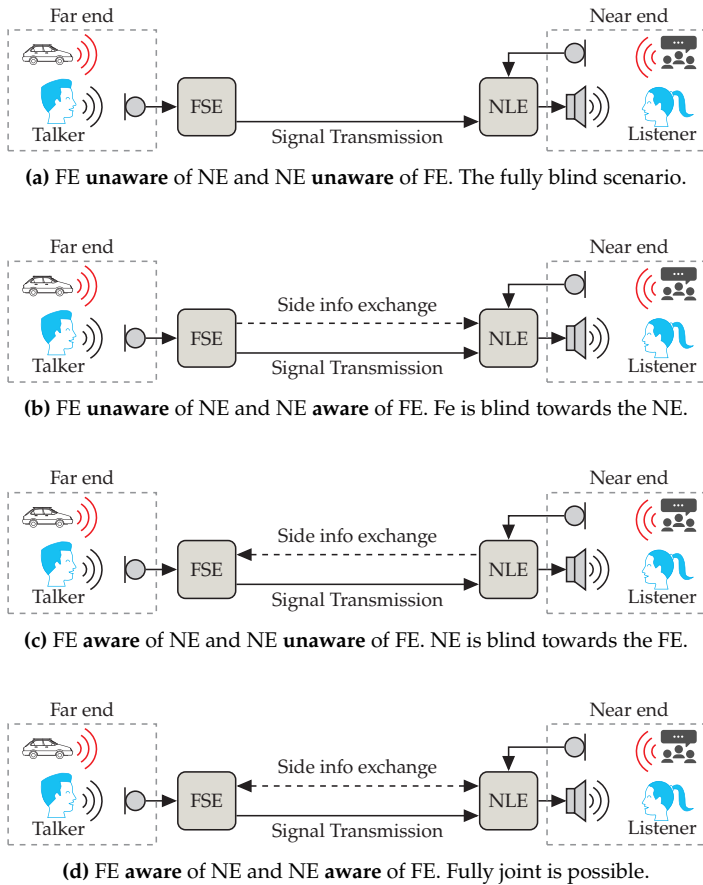 Far end
Near end
FSE
NLE
Talker
Signal Transmission
Listener
(a) FE unaware of NE and NE unaware of FE. The fully blind scenario.
Far end
Near end
Side info exchange
FSE
NLE
Talker
Signal Transmission
Listener
(b) FE unaware of NE and NE aware of FE. Fe is blind towards the NE.
Far end
Near end
Side info exchange
FSE
NLE
Talker
Signal Transmission
Listener
(c) FE aware of NE and NE unaware of FE. NE is blind towards the FE.
Far end
Near end
Side info exchange
FSE
NLE
Talker
Signal Transmission
Listener
(d) FE aware of NE and NE aware of FE. Fully joint is possible.